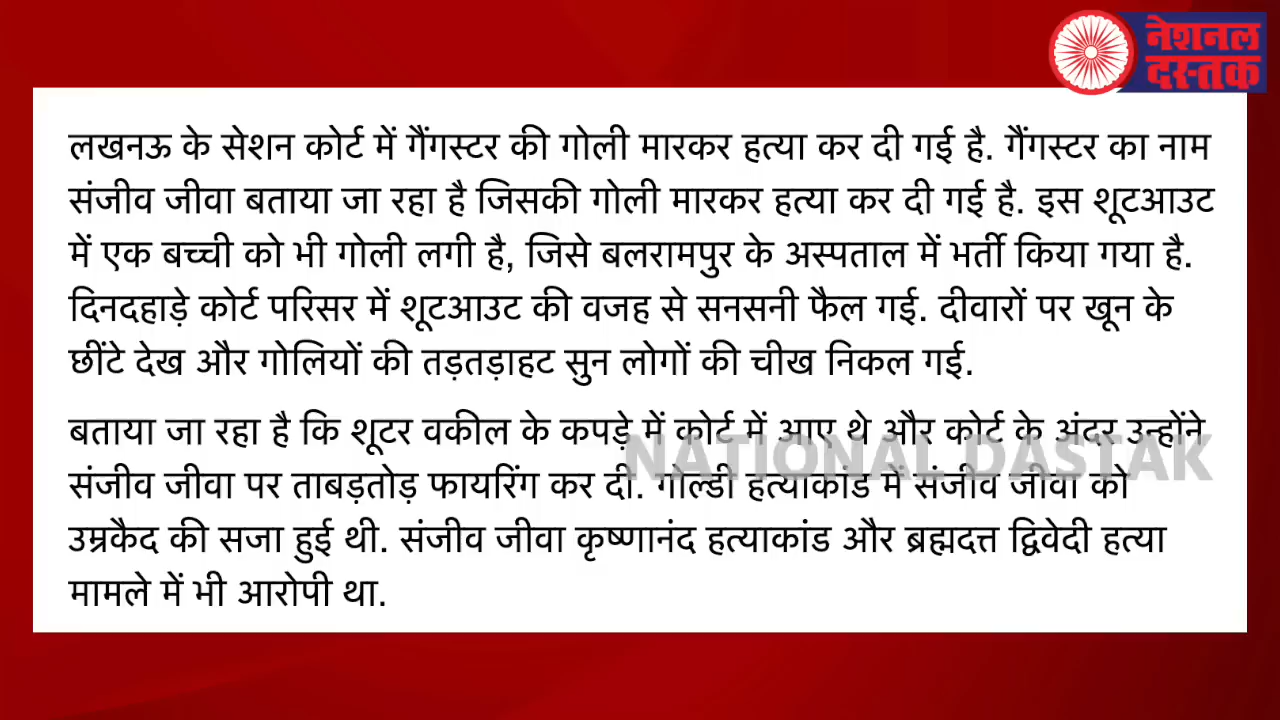 नेशनल
दस्तक
लखनऊ के सेशन कोर्ट में गैंगस्टर की गोली मारकर हत्या कर दी गई है. गैंगस्टर का नाम
संजीव जीवा बताया जा रहा है जिसकी गोली मारकर हत्या कर दी गई है. इस शूटआउट
में एक बच्ची को भी गोली लगी है, जिसे बलरामपुर के अस्पताल में भर्ती किया गया है.
दिनदहाड़े कोर्ट परिसर में शूटआउट की वजह से सनसनी फैल गई. दीवारों पर खून के
छींटे देख और गोलियों की तड़तड़ाहट सुन लोगों की चीख निकल गई.
बताया जा रहा है कि शूटर वकील के कपड़े में कोर्ट में आए थे और कोर्ट के अंदर उन्होंने
NATIONAL DASTAK
संजीव जीवा पर ताबड़तोड़ फायरिंग कर दी. गोल्डी हत्याकांड में संजीव जीवा को
उम्रकैद की सजा हुई थी. संजीव जीवा कृष्णानंद हत्याकांड और ब्रह्मदत्त द्विवेदी हत्या
मामले में भी आरोपी था.